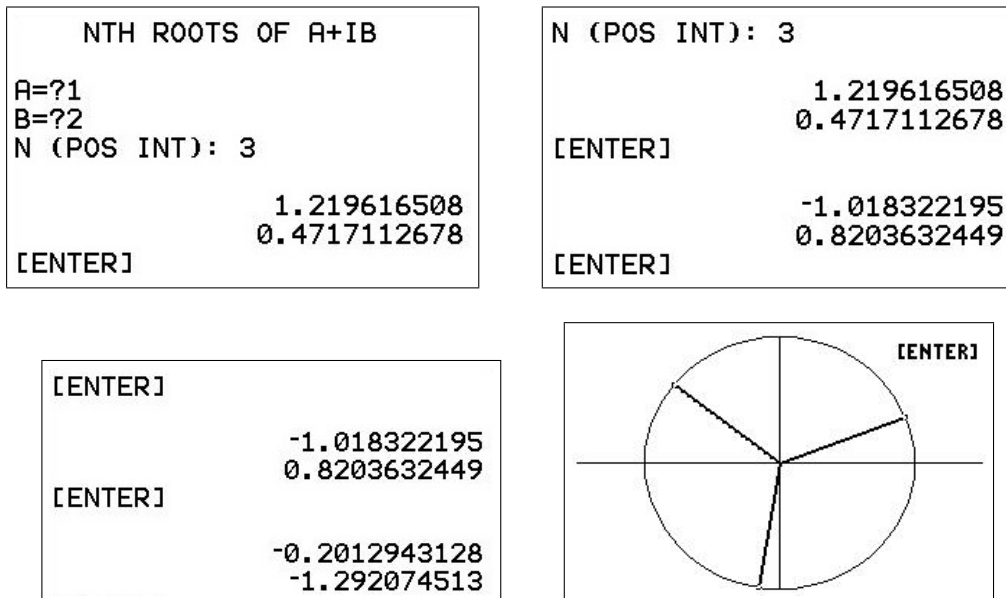 NTH ROOTS OF A+IB
A=?1
B=?2
N (POS INT): 3
1.219616508
0.4717112678
[ENTER]
N (POS INT): 3
1.219616508
0.4717112678
[ENTER]
-1.018322195
0.8203632449
[ENTER]
[ENTER]
-1.018322195
0.8203632449
[ENTER]
-0.2012943128
-1.292074513
[ENTER]